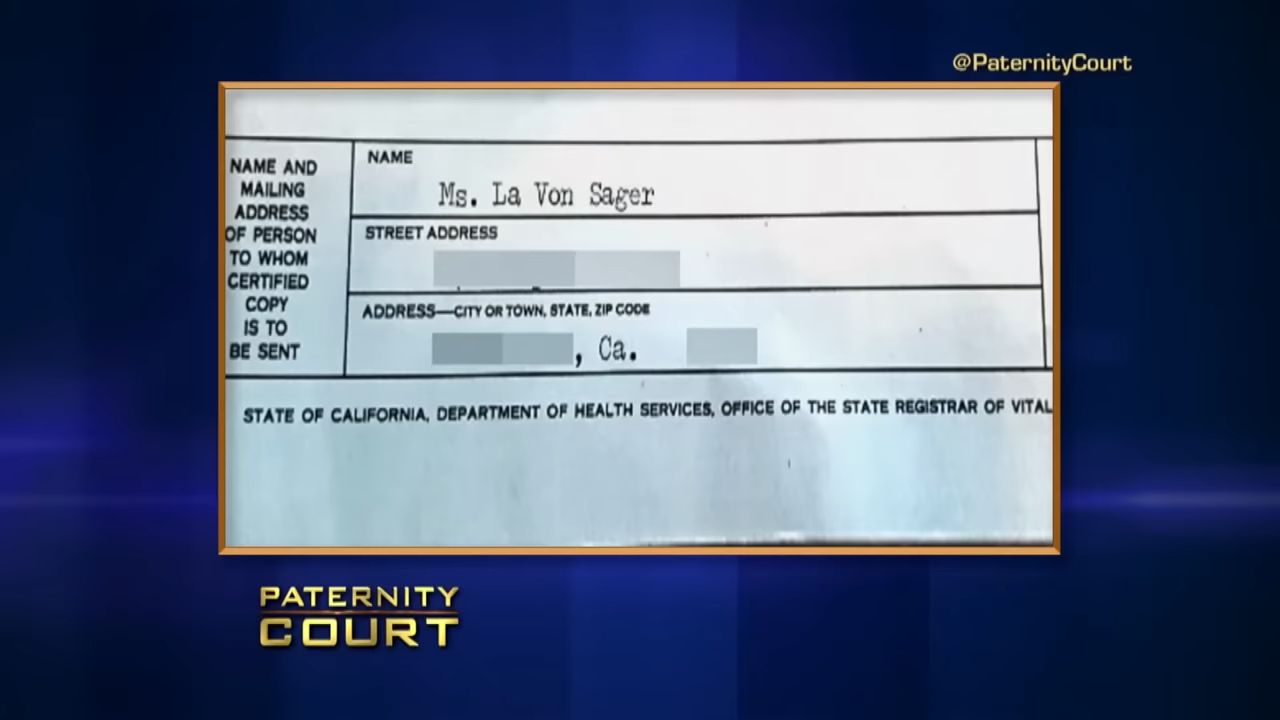 @PaternityCourt
NAME AND
MAILING
ADDRESS
OF PERSON
TO WHOM
CERTIFIED
COPY
IS TO
BE SENT
NAME
Ms. La Von Sager
STREET ADDRESS
ADDRESS—CITY OR TOWN, STATE, ZIP CODE
, Ca.
STATE OF CALIFORNIA, DEPARTMENT OF HEALTH SERVICES, OFFICE OF THE STATE REGISTRAR OF VITAL
PATERNITY
COURT